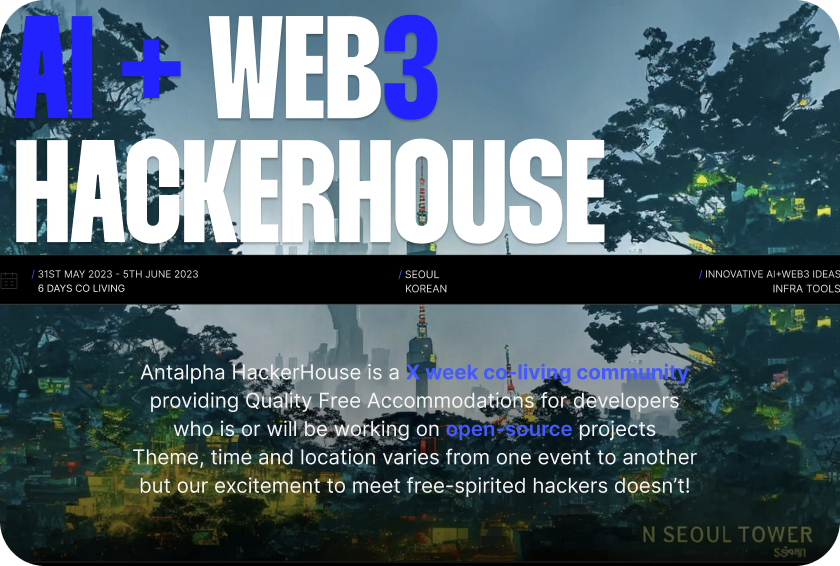 AI + WEB3
HACKERHOUSE
/ 31ST MAY 2023 - 5TH JUNE 2023
6 DAYS CO LIVING
/ SEOUL
KOREAN
/ INNOVATIVE AI+WEB3 IDEAS
INFRA TOOLS
Antalpha HackerHouse is a X week co-living community
providing Quality Free Accommodations for developers
who is or will be working on open-source projects
Theme, time and location varies from one event to another
but our excitement to meet free-spirited hackers doesn't!
N SEOUL TOWER